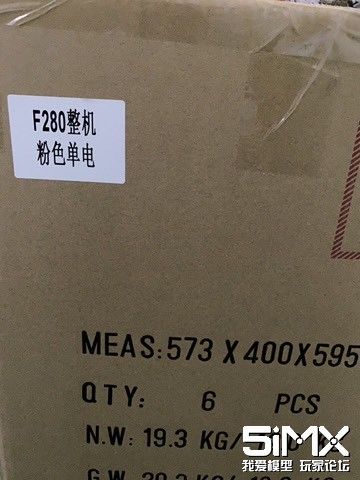 F280整机
粉色单电
MEAS: 573 X 400 X 595
QTY: 6 PCS
N.W: 19.3 KG/
G.W
5iMX
我爱模型 玩家论坛